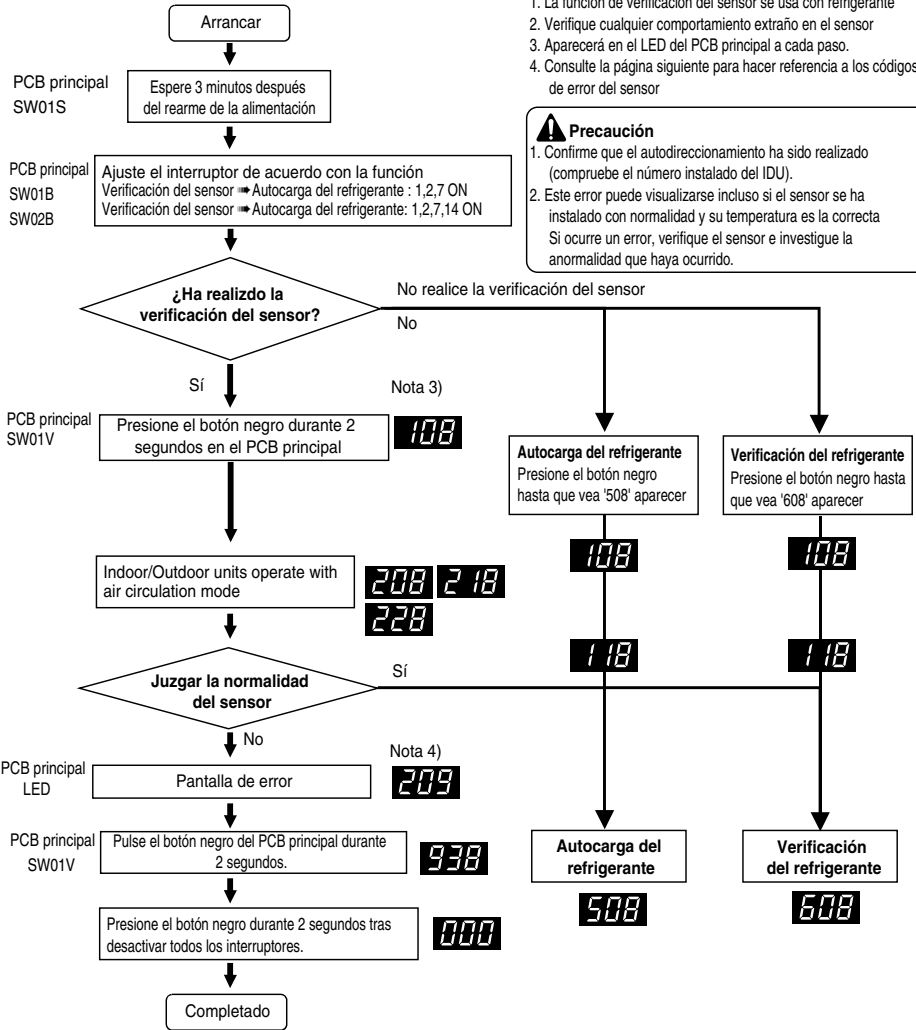 Arrancar
1. La función de verificación del sensor se usa con refrigerante
2. Verifique cualquier comportamiento extraño en el sensor
3. Aparecerá en el LED del PCB principal a cada paso.
4. Consulte la página siguiente para hacer referencia a los códigos
de error del sensor
PCB principal
SW01S
Espere 3 minutos después
del rearme de la alimentación
Precaución
1. Confirme que el autodireccionamiento ha sido realizado
(compruebe el número instalado del IDU).
2. Este error puede visualizarse incluso si el sensor se ha
instalado con normalidad y su temperatura es la correcta
Si ocurre un error, verifique el sensor e investigue la
anormalidad que haya ocurrido.
PCB principal
SW01B
SW02B
Ajuste el interruptor de acuerdo con la función
Verificación del sensor ➠ Autocarga del refrigerante : 1,2,7 ON
Verificación del sensor ➠ Autocarga del refrigerante: 1,2,7,14 ON
¿Ha realizdo la
verificación del sensor?
No realice la verificación del sensor
No
Sí
Nota 3)
PCB principal
SW01V
Presione el botón negro durante 2
segundos en el PCB principal
108
Autocarga del refrigerante
Presione el botón negro
hasta que vea '508' aparecer
Verificación del refrigerante
Presione el botón negro hasta
que vea '608' aparecer
108
108
Indoor/Outdoor units operate with
air circulation mode
208 218
228
118
118
Juzgar la normalidad
del sensor
Sí
No
Nota 4)
PCB principal
LED
Pantalla de error
209
PCB principal
SW01V
Pulse el botón negro del PCB principal durante
2 segundos.
938
Autocarga del
refrigerante
Verificación
del refrigerante
508
608
Presione el botón negro durante 2 segundos tras
desactivar todos los interruptores.
000
Completado